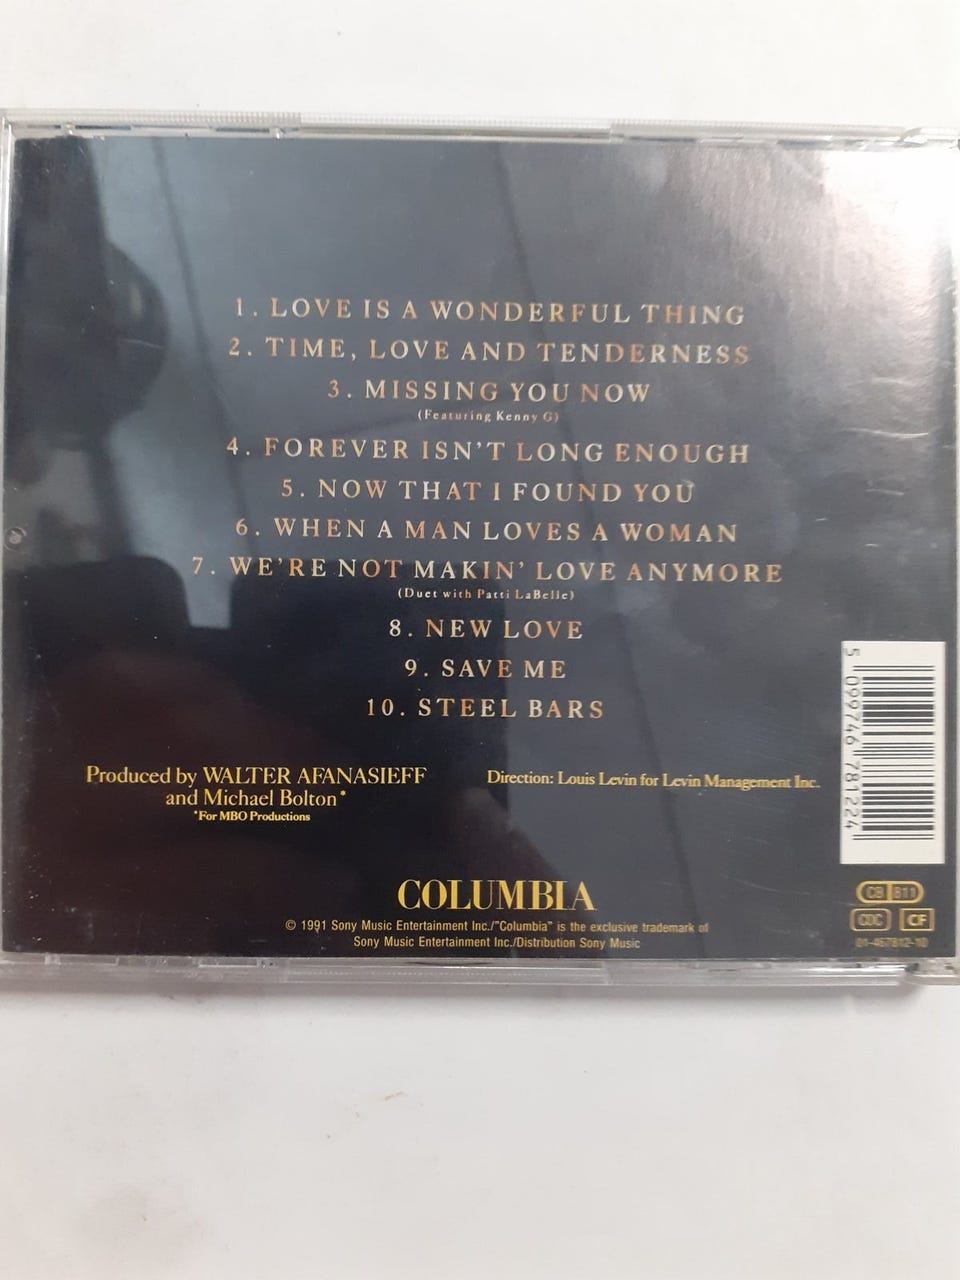 1. LOVE IS A WONDERFUL THING
2. TIME, LOVE AND TENDERNESS
3. MISSING YOU NOW
(Featuring Kenny G)
4. FOREVER ISN'T LONG ENOUGH
5. NOW THAT I FOUND YOU
6. WHEN A MAN LOVES A WOMAN
7. WE'RE NOT MAKIN' LOVE ANYMORE
(Duet with Patti LaBelle)
8. NEW LOVE
9. SAVE ME
10. STEEL BARS
Produced by WALTER AFANASIEFF
and Michael Bolton*
*For MBO Productions
Direction: Louis Levin for Levin Management Inc.
5 099746 781224
COLUMBIA
© 1991 Sony Music Entertainment Inc./"Columbia" is the exclusive trademark of
Sony Music Entertainment Inc./Distribution Sony Music
CB 811
CDC CF
01-467812-10